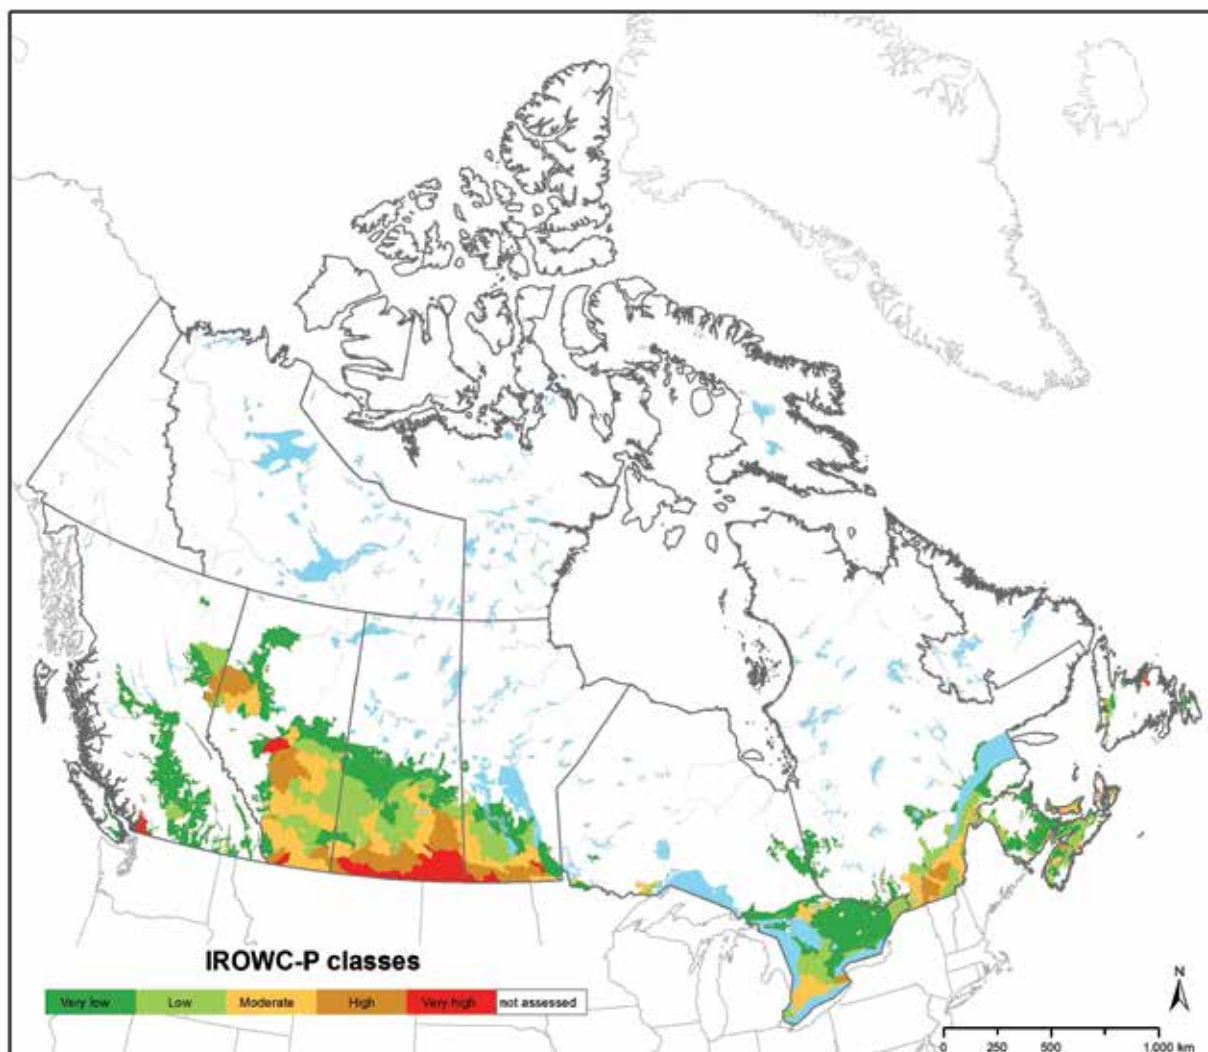 IROWC-P classes
Very low Low Moderate High Very high not assessed
N
0 250 500 1,000 km